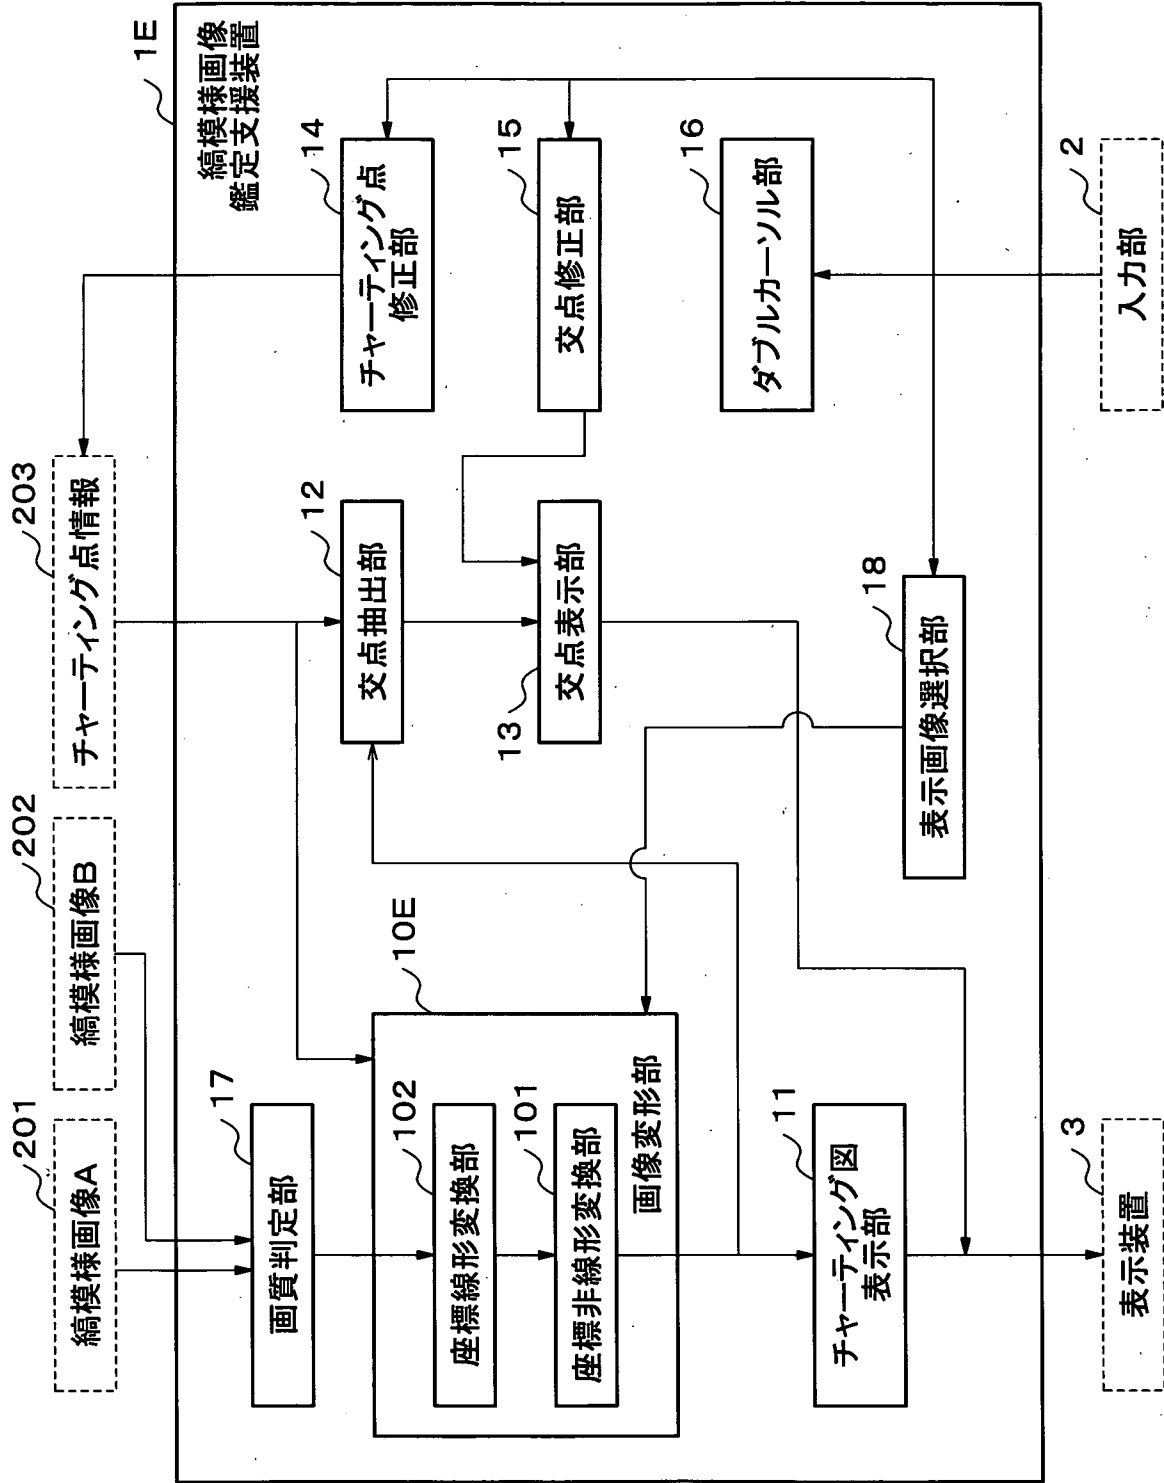 縞模様画像A
201
縞模様画像B
202
チャーティング点情報
203
1E
縞模様画像
鑑定支援装置
画質判定部
17
交点抽出部
12
チャーティング点
修正部
14
10E
座標線形変換部
102
座標非線形変換部
101
画像変形部
交点表示部
13
交点修正部
15
チャーティング図
表示部
11
表示画像選択部
18
ダブルカーソル部
16
表示装置
3
入力部
2